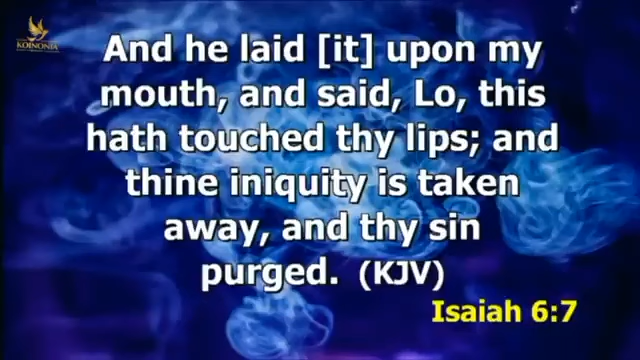 KOINONIA
And he laid [it] upon my
mouth, and said, Lo, this
hath touched thy lips; and
thine iniquity is taken
away, and thy sin
purged. (KJV)
Isaiah 6:7